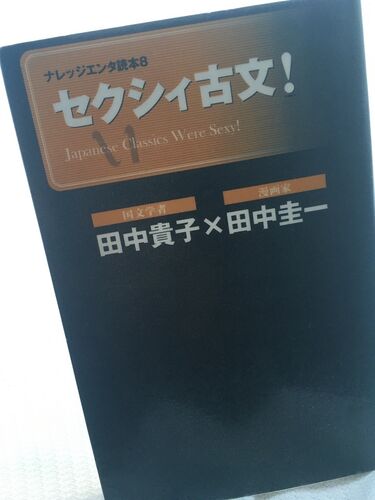 ナレッジエンタ読本8
セクシィ古文!
Japanese Classics Were Sexy!
国文学者 漫画家
田中貴子×田中圭一